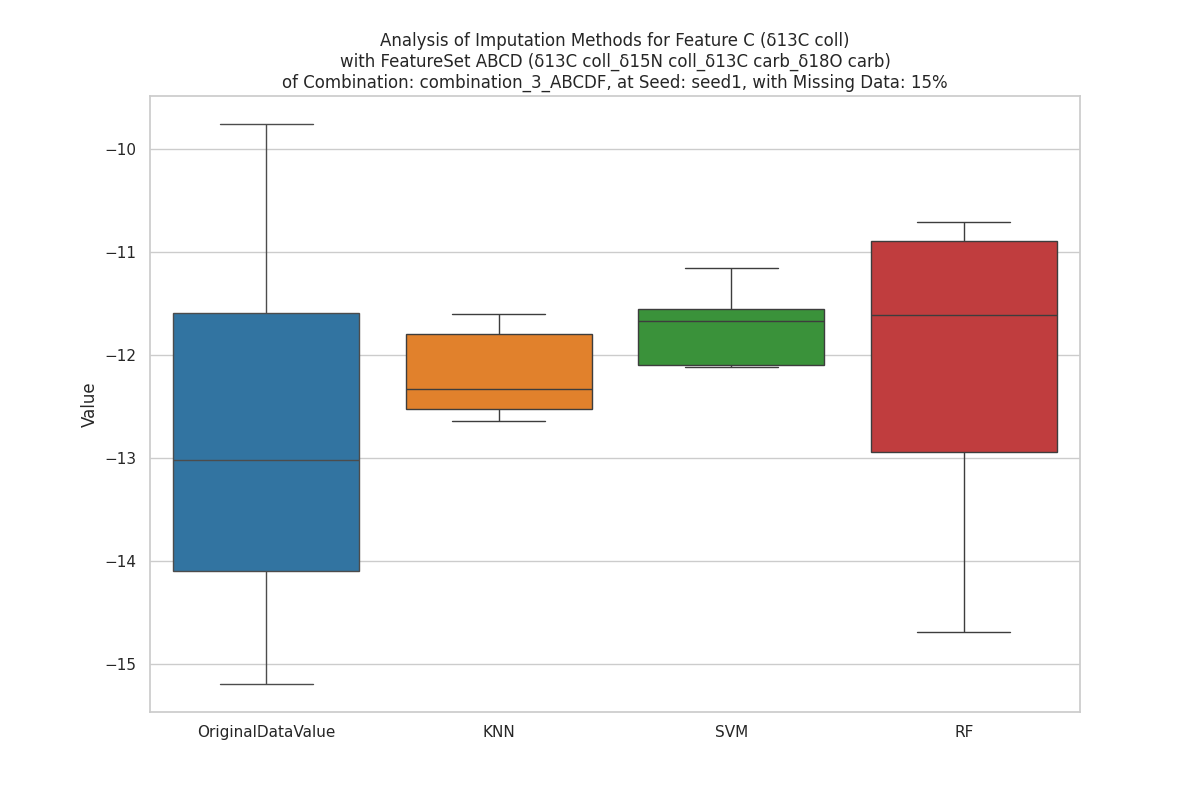 Analysis of Imputation Methods for Feature C (δ13C coll)
with FeatureSet ABCD (δ13C coll_δ15N coll_δ13C carb_δ18O carb)
of Combination: combination_3_ABCDF, at Seed: seed1, with Missing Data: 15%
−10
−11
−12
−13
−14
−15
Value
OriginalDataValue
KNN
SVM
RF